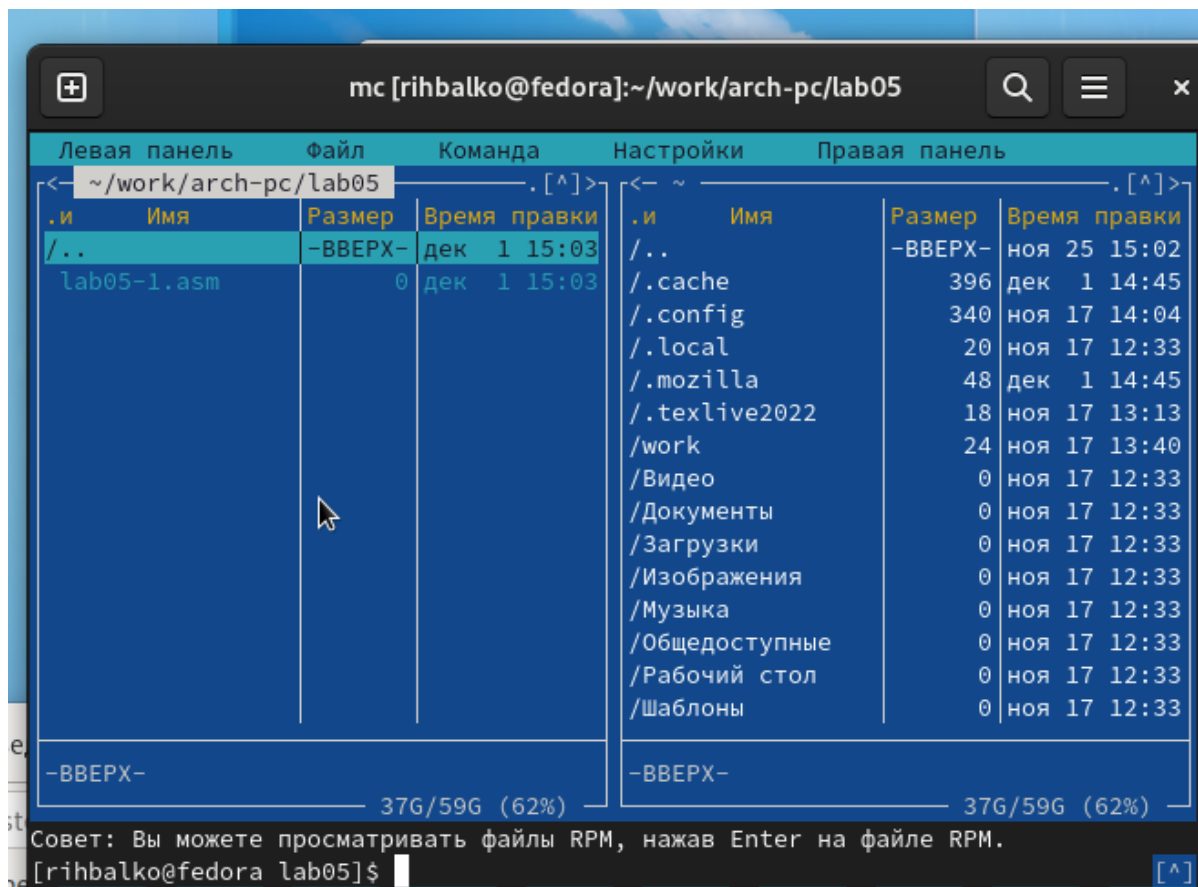 mc [rihbalko@fedora]:~/work/arch-pc/lab05
Левая панель Файл Команда Настройки Правая панель
<─ ~/work/arch-pc/lab05 .[^]>
.и Имя Размер Время правки
/.. -ВВЕРХ- дек 1 15:03
lab05-1.asm 0 дек 1 15:03
-ВВЕРХ-
37G/59G (62%)
<─ ~ .[^]>
.и Имя Размер Время правки
/.. -ВВЕРХ- ноя 25 15:02
/.cache 396 дек 1 14:45
/.config 340 ноя 17 14:04
/.local 20 ноя 17 12:33
/.mozilla 48 дек 1 14:45
/.texlive2022 18 ноя 17 13:13
/work 24 ноя 17 13:40
/Видео 0 ноя 17 12:33
/Документы 0 ноя 17 12:33
/Загрузки 0 ноя 17 12:33
/Изображения 0 ноя 17 12:33
/Музыка 0 ноя 17 12:33
/Общедоступные 0 ноя 17 12:33
/Рабочий стол 0 ноя 17 12:33
/Шаблоны 0 ноя 17 12:33
-ВВЕРХ-
37G/59G (62%)
Совет: Вы можете просматривать файлы RPM, нажав Enter на файле RPM.
[rihbalko@fedora lab05]$ [^]